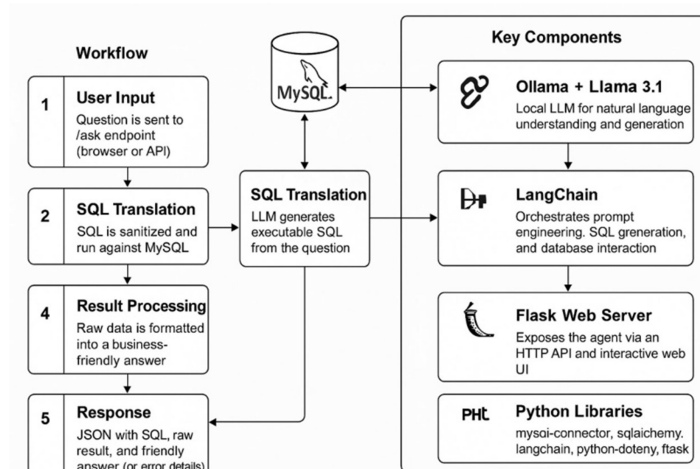 Workflow
1
User Input
Question is sent to
/ask endpoint
(browser or API)
2
SQL Translation
SQL is sanitized and
run against MySQL
4
Result Processing
Raw data is formatted
into a business-
friendly answer
5
Response
JSON with SQL, raw
result, and friendly
answer (or error details)
MySQL.
SQL Translation
LLM generates
executable SQL
from the question
Key Components
Ollama + Llama 3.1
Local LLM for natural language
understanding and generation
LangChain
Orchestrates prompt
engineering. SQL greneration,
and database interaction
Flask Web Server
Exposes the agent via an
HTTP API and interactive web
UI
PHt
Python Libraries
mysqi-connector, sqlaichemy.
langchain, python-doteny, ftask